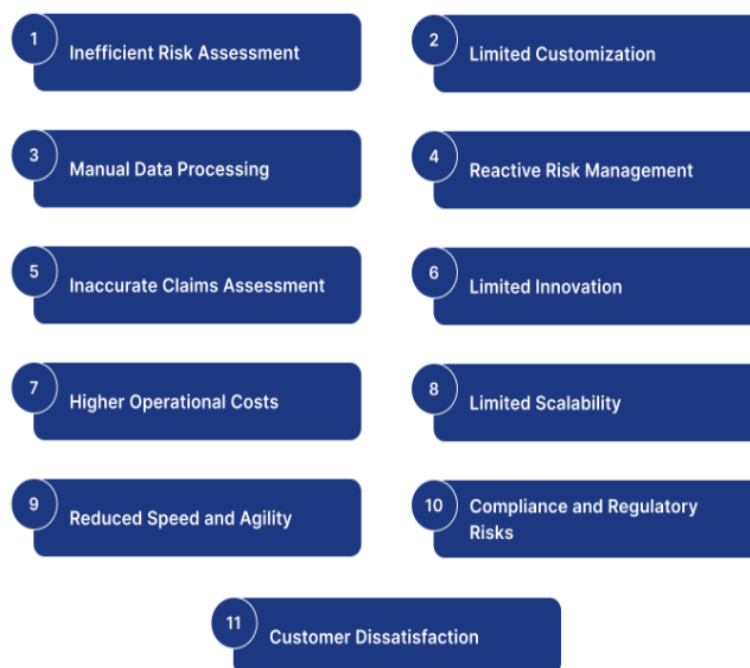 1
Inefficient Risk Assessment
2
Limited Customization
3
Manual Data Processing
4
Reactive Risk Management
5
Inaccurate Claims Assessment
6
Limited Innovation
7
Higher Operational Costs
8
Limited Scalability
9
Reduced Speed and Agility
10
Compliance and Regulatory
Risks
11
Customer Dissatisfaction